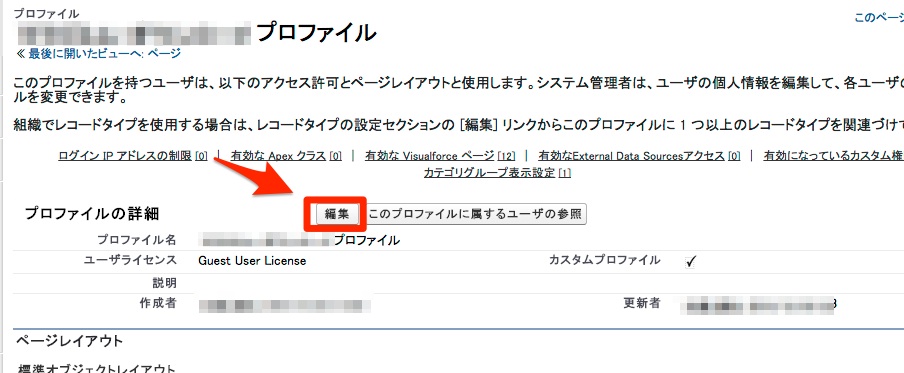 プロファイル
プロファイル
このページ
≪ 最後に開いたビューへ: ページ
このプロファイルを持つユーザは、以下のアクセス許可とページレイアウトと使用します。システム管理者は、ユーザの個人情報を編集して、各ユーザの
ルを変更できます。
組織でレコードタイプを使用する場合は、レコードタイプの設定セクションの [編集] リンクからこのプロファイルに 1 つ以上のレコードタイプを関連づけて
ログイン IP アドレスの制限 [0] | 有効な Apex クラス [0] | 有効な Visualforce ページ [12] | 有効なExternal Data Sourcesアクセス [0] | 有効になっているカスタム権
カテゴリグループ表示設定 [1]
プロファイルの詳細 編集 このプロファイルに属するユーザの参照
プロファイル名 プロファイル
ユーザライセンス Guest User License カスタムプロファイル ✓
説明
作成者 更新者
ページレイアウト
標準オブジェクトレイアウト